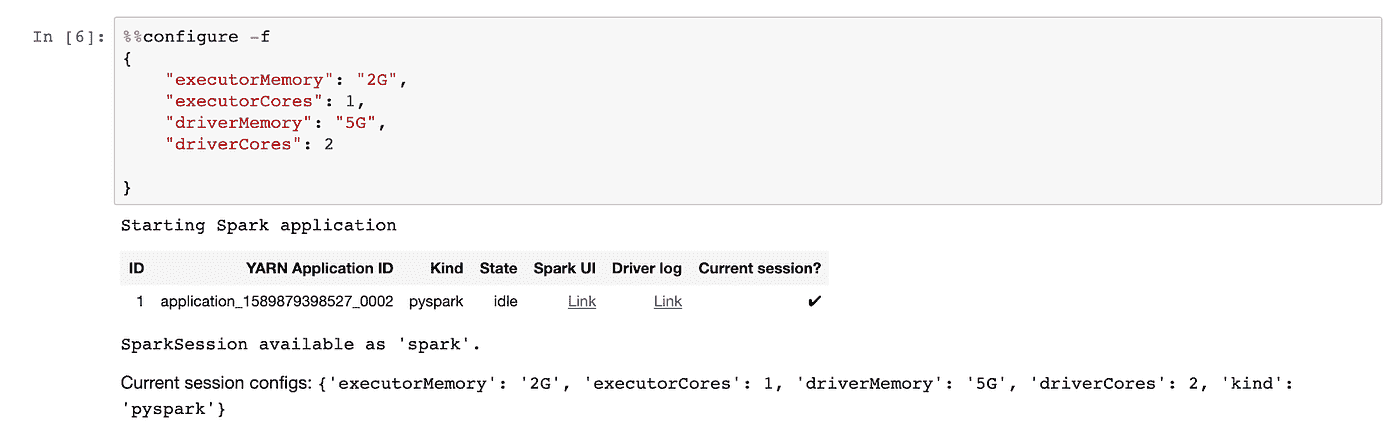 In [6]: %%configure -f
{
"executorMemory": "2G",
"executorCores": 1,
"driverMemory": "5G",
"driverCores": 2
}
Starting Spark application
ID YARN Application ID Kind State Spark UI Driver log Current session?
1 application_1589879398527_0002 pyspark idle Link Link ✔
SparkSession available as 'spark'.
Current session configs: {'executorMemory': '2G', 'executorCores': 1, 'driverMemory': '5G', 'driverCores': 2, 'kind':
'pyspark'}